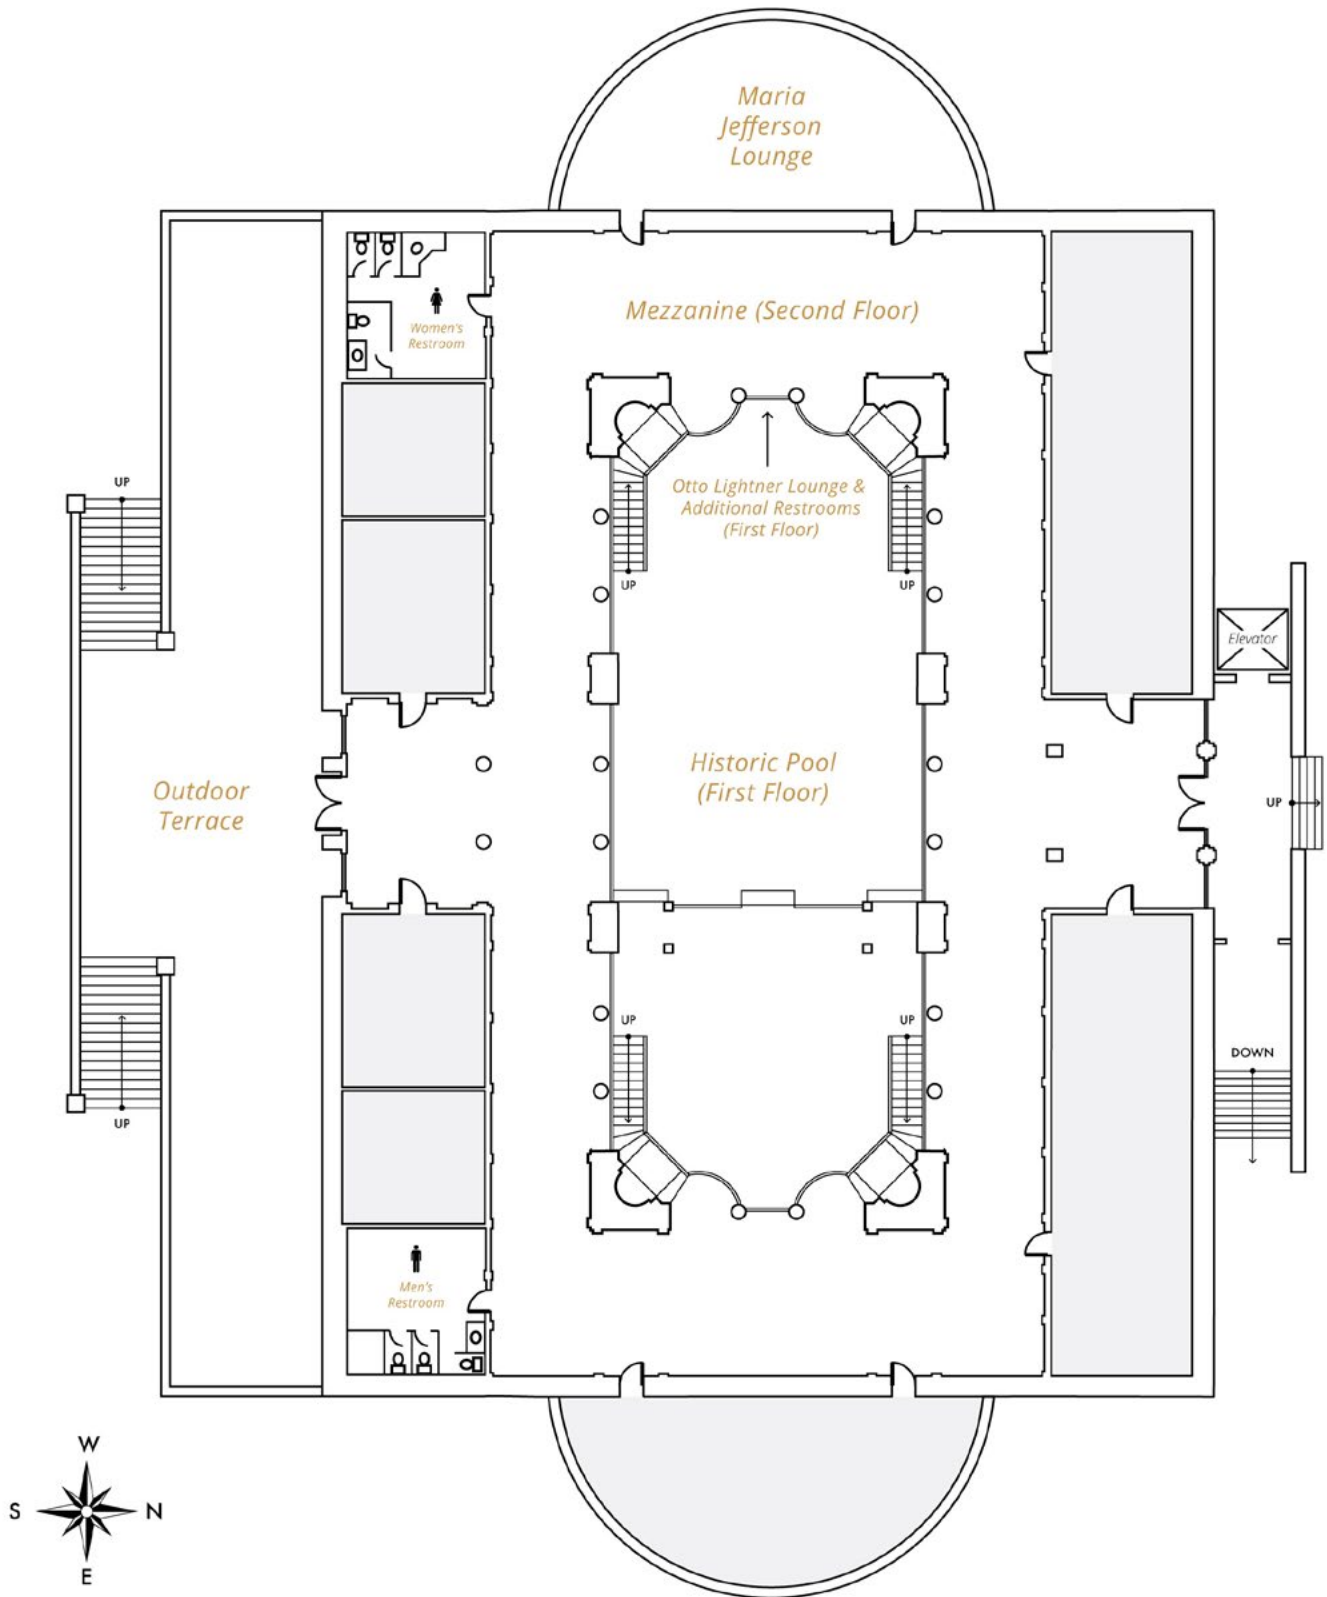 Maria
Jefferson
Lounge
Mezzanine (Second Floor)
Women's
Restroom
Otto Lightner Lounge &
Additional Restrooms
(First Floor)
UP
UP
UP
Elevator
Historic Pool
(First Floor)
Outdoor
Terrace
UP
UP
UP
DOWN
UP
Men's
Restroom
W
S
N
E